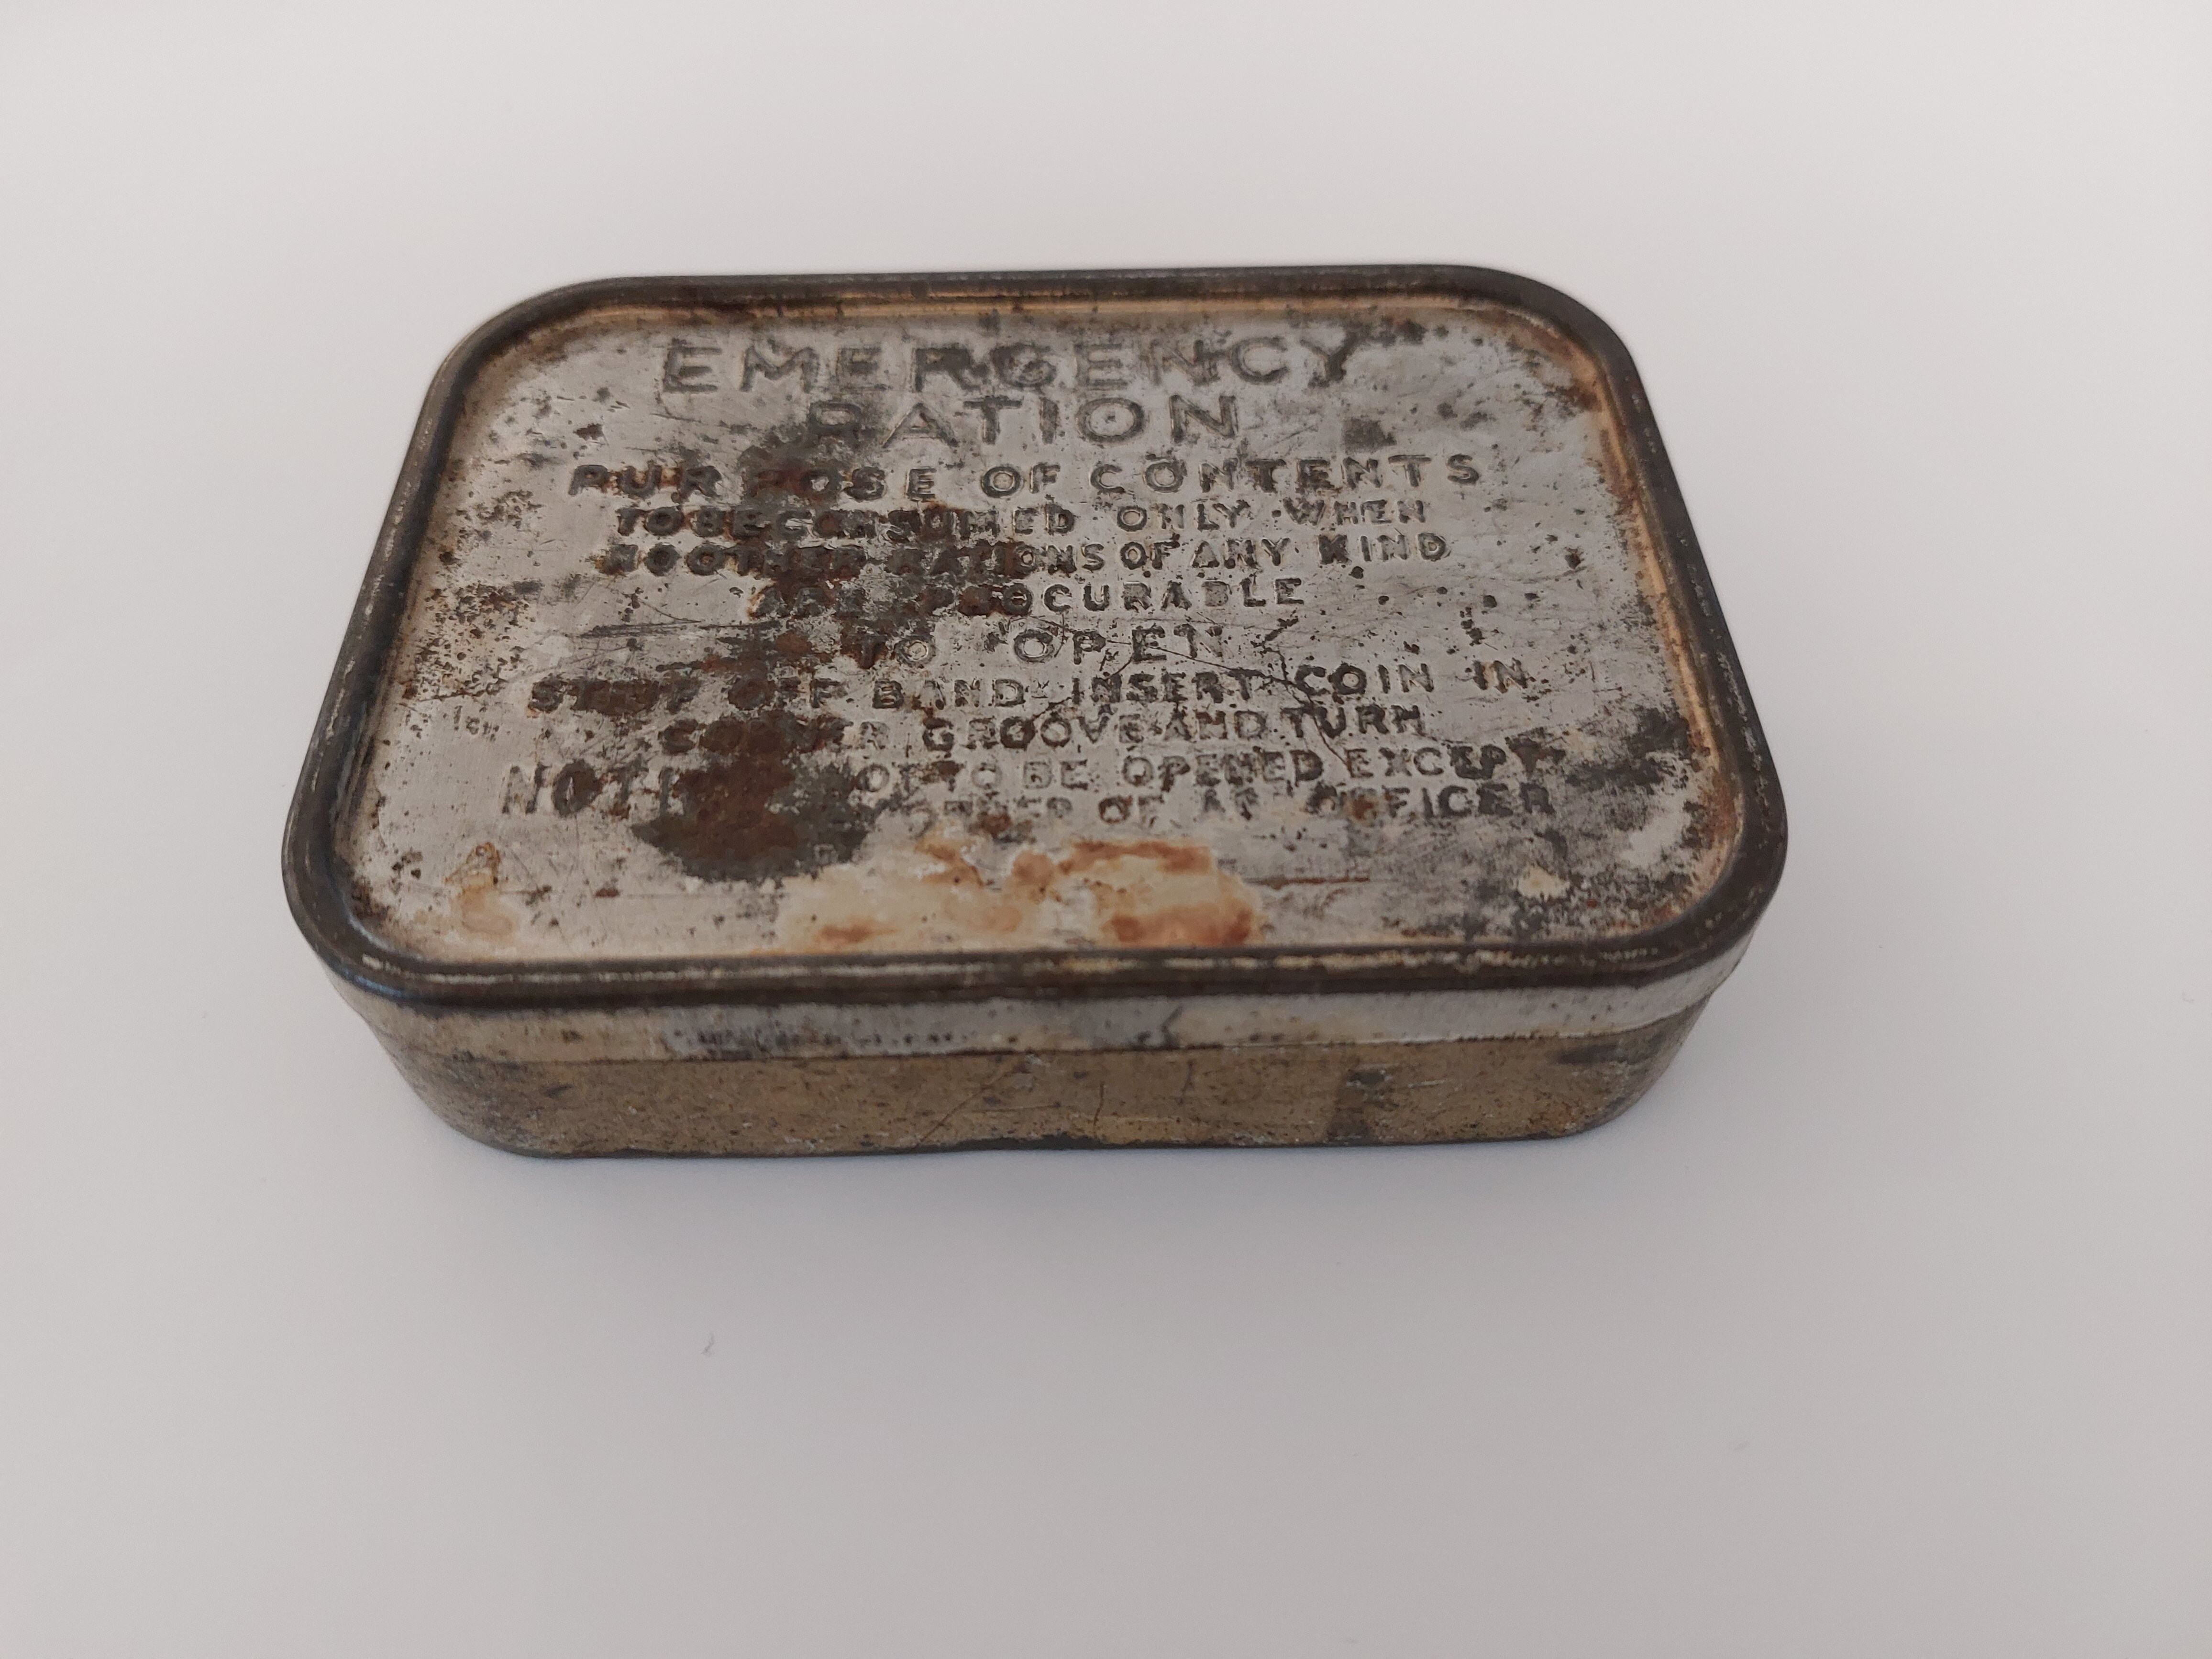 EMERGENCY
RATION
PURPOSE OF CONTENTS
TO BE CONSUMED ONLY WHEN
NO OTHER RATIONS OF ANY KIND
ARE PROCURABLE
TO OPEN
STRIP OFF BAND INSERT COIN IN
CORNER GROOVE AND TURN
NOTICE NOT TO BE OPENED EXCEPT
ORDER OF AN OFFICER